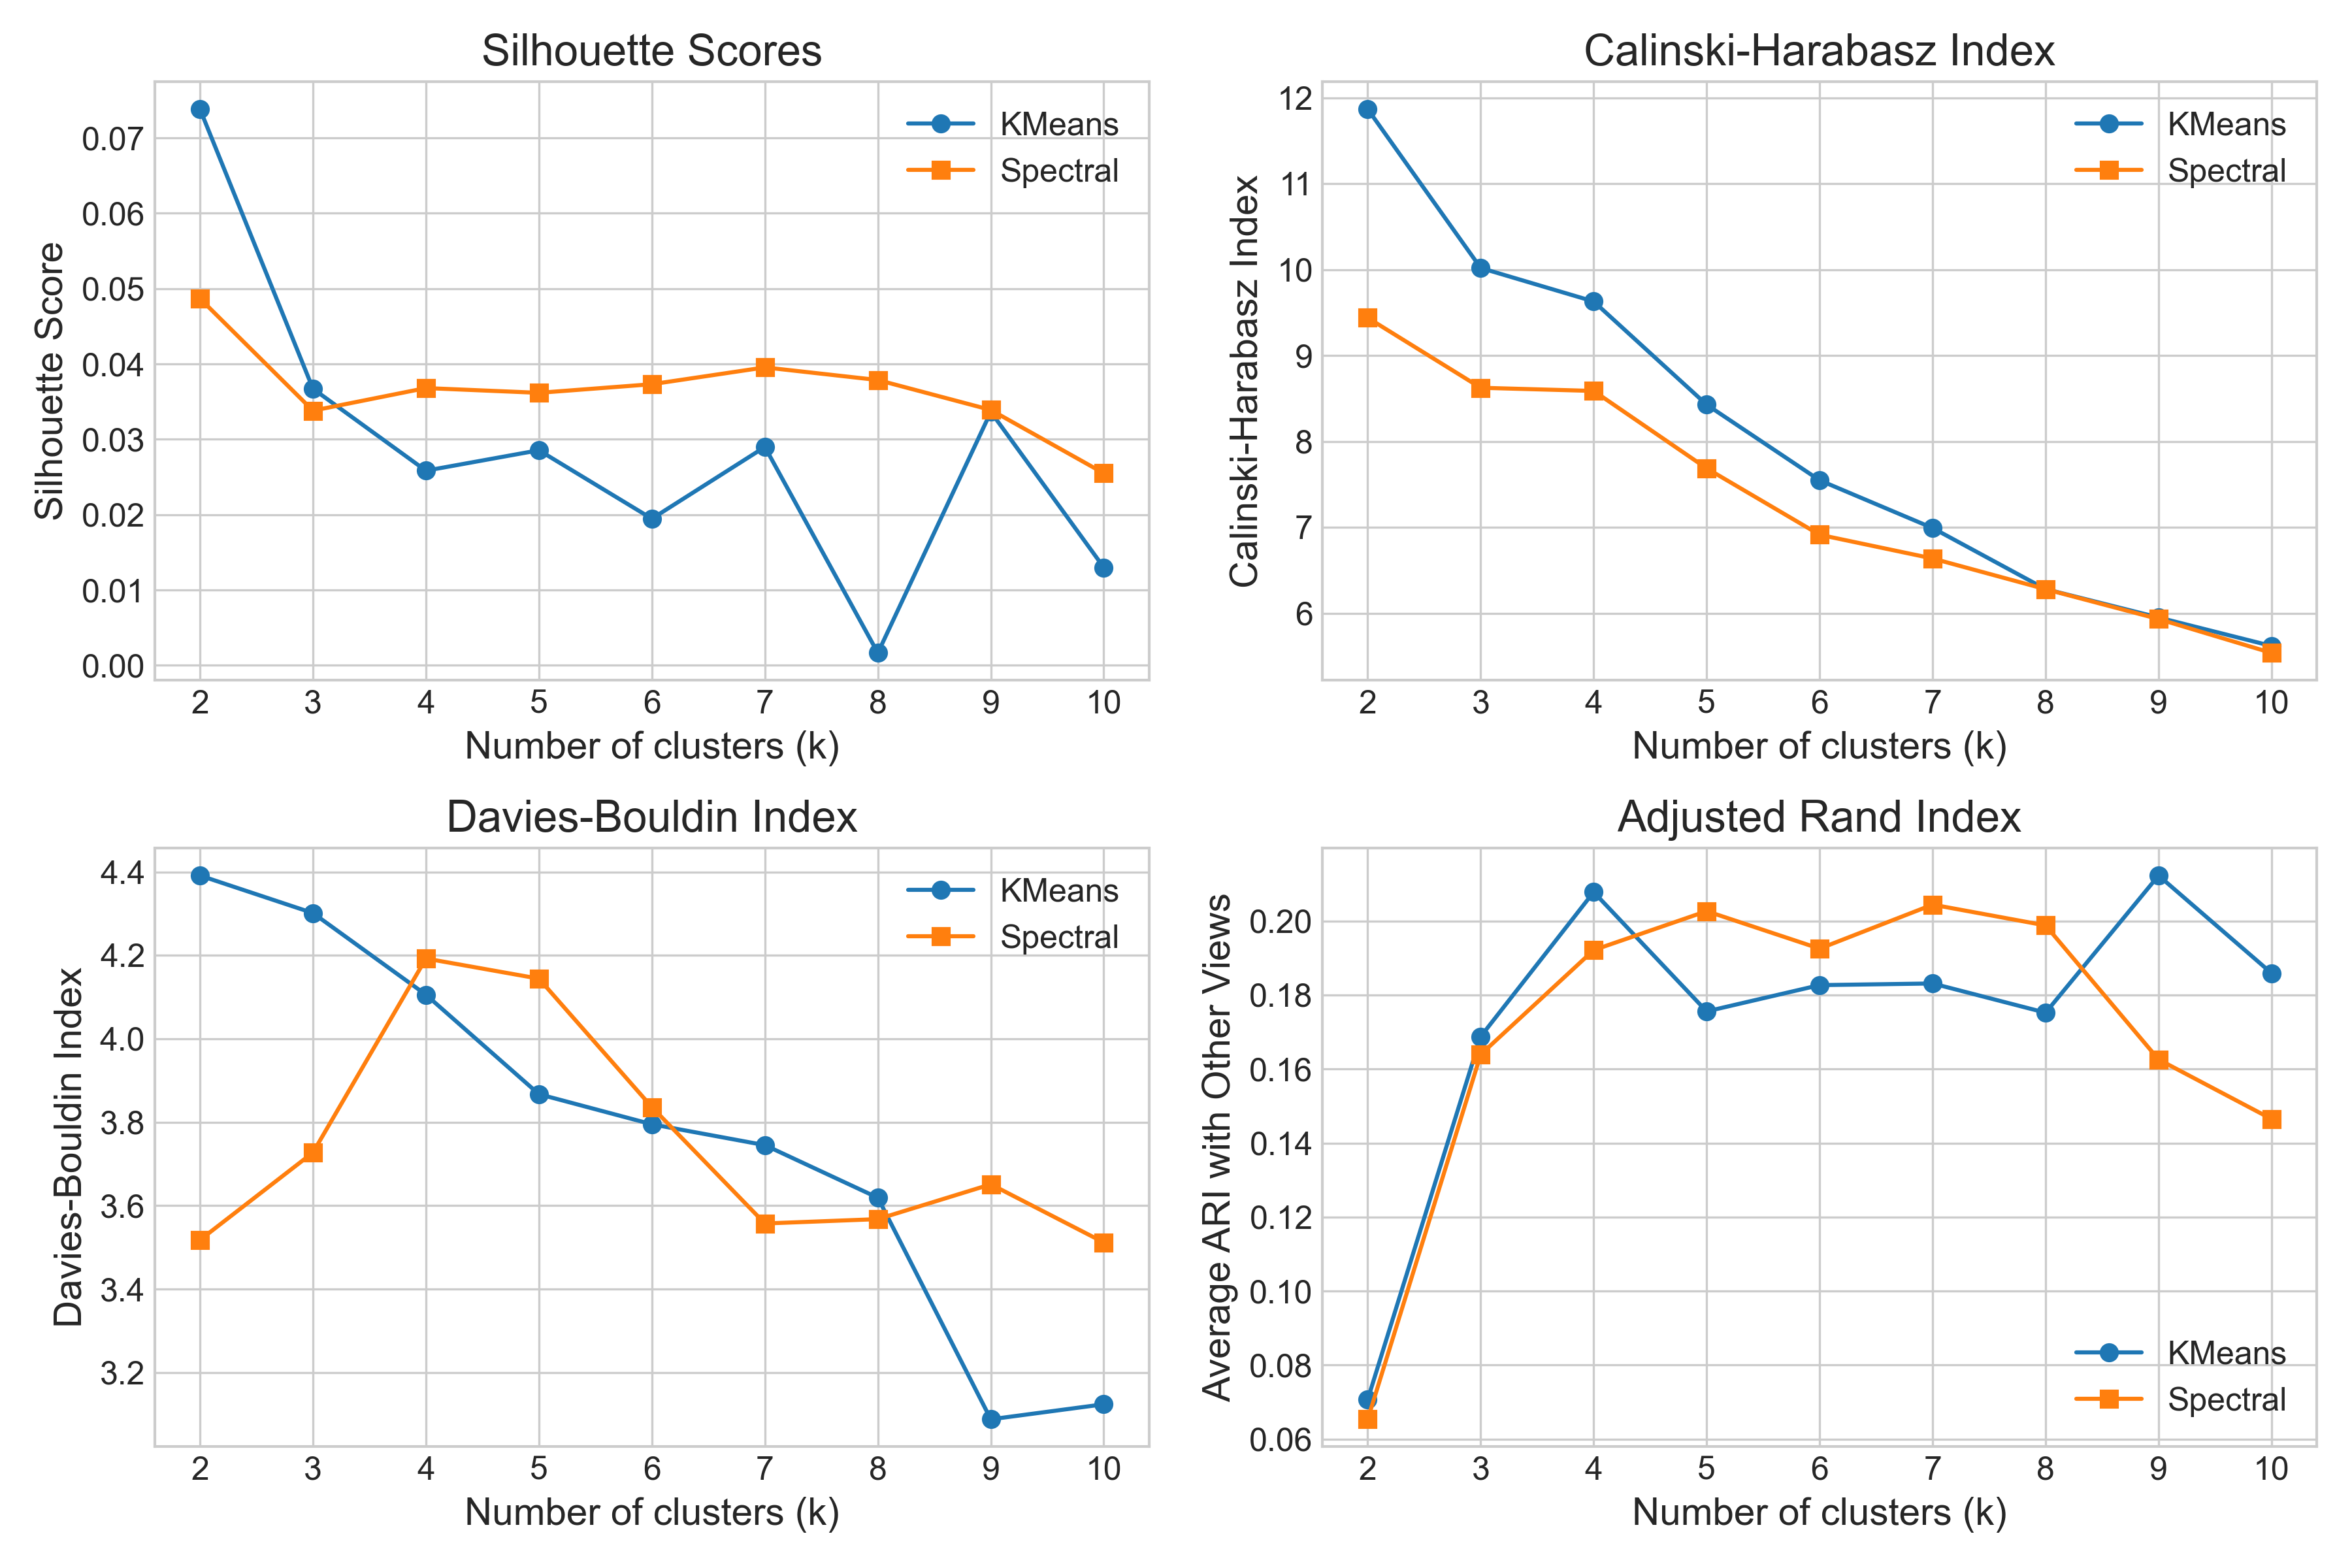 Silhouette Scores
Silhouette Score
0.07
0.06
0.05
0.04
0.03
0.02
0.01
0.00
KMeans
Spectral
2 3 4 5 6 7 8 9 10
Number of clusters (k)
Calinski-Harabasz Index
Calinski-Harabasz Index
12
11
10
9
8
7
6
KMeans
Spectral
2 3 4 5 6 7 8 9 10
Number of clusters (k)
Davies-Bouldin Index
Davies-Bouldin Index
4.4
4.2
4.0
3.8
3.6
3.4
3.2
KMeans
Spectral
2 3 4 5 6 7 8 9 10
Number of clusters (k)
Adjusted Rand Index
Average ARI with Other Views
0.20
0.18
0.16
0.14
0.12
0.10
0.08
0.06
KMeans
Spectral
2 3 4 5 6 7 8 9 10
Number of clusters (k)